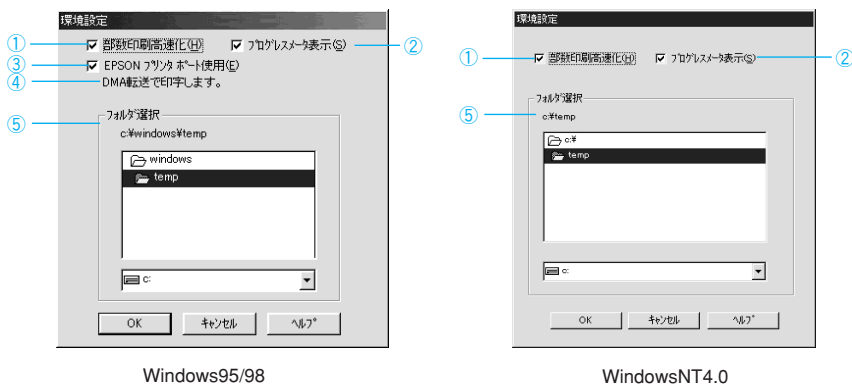 環境設定
① 部数印刷高速化(H) プログレスメータ表示(S) ②
③ EPSON プリンタ ポート使用(E)
④ DMA転送で印字します。
⑤ フォルダ選択
c:¥windows¥temp
windows
temp
c:
OK キャンセル ヘルプ
Windows95/98
環境設定
① 部数印刷高速化(H) プログレスメータ表示(S) ②
フォルダ選択
⑤ c:¥temp
c:¥
temp
c:
OK キャンセル ヘルプ
WindowsNT4.0